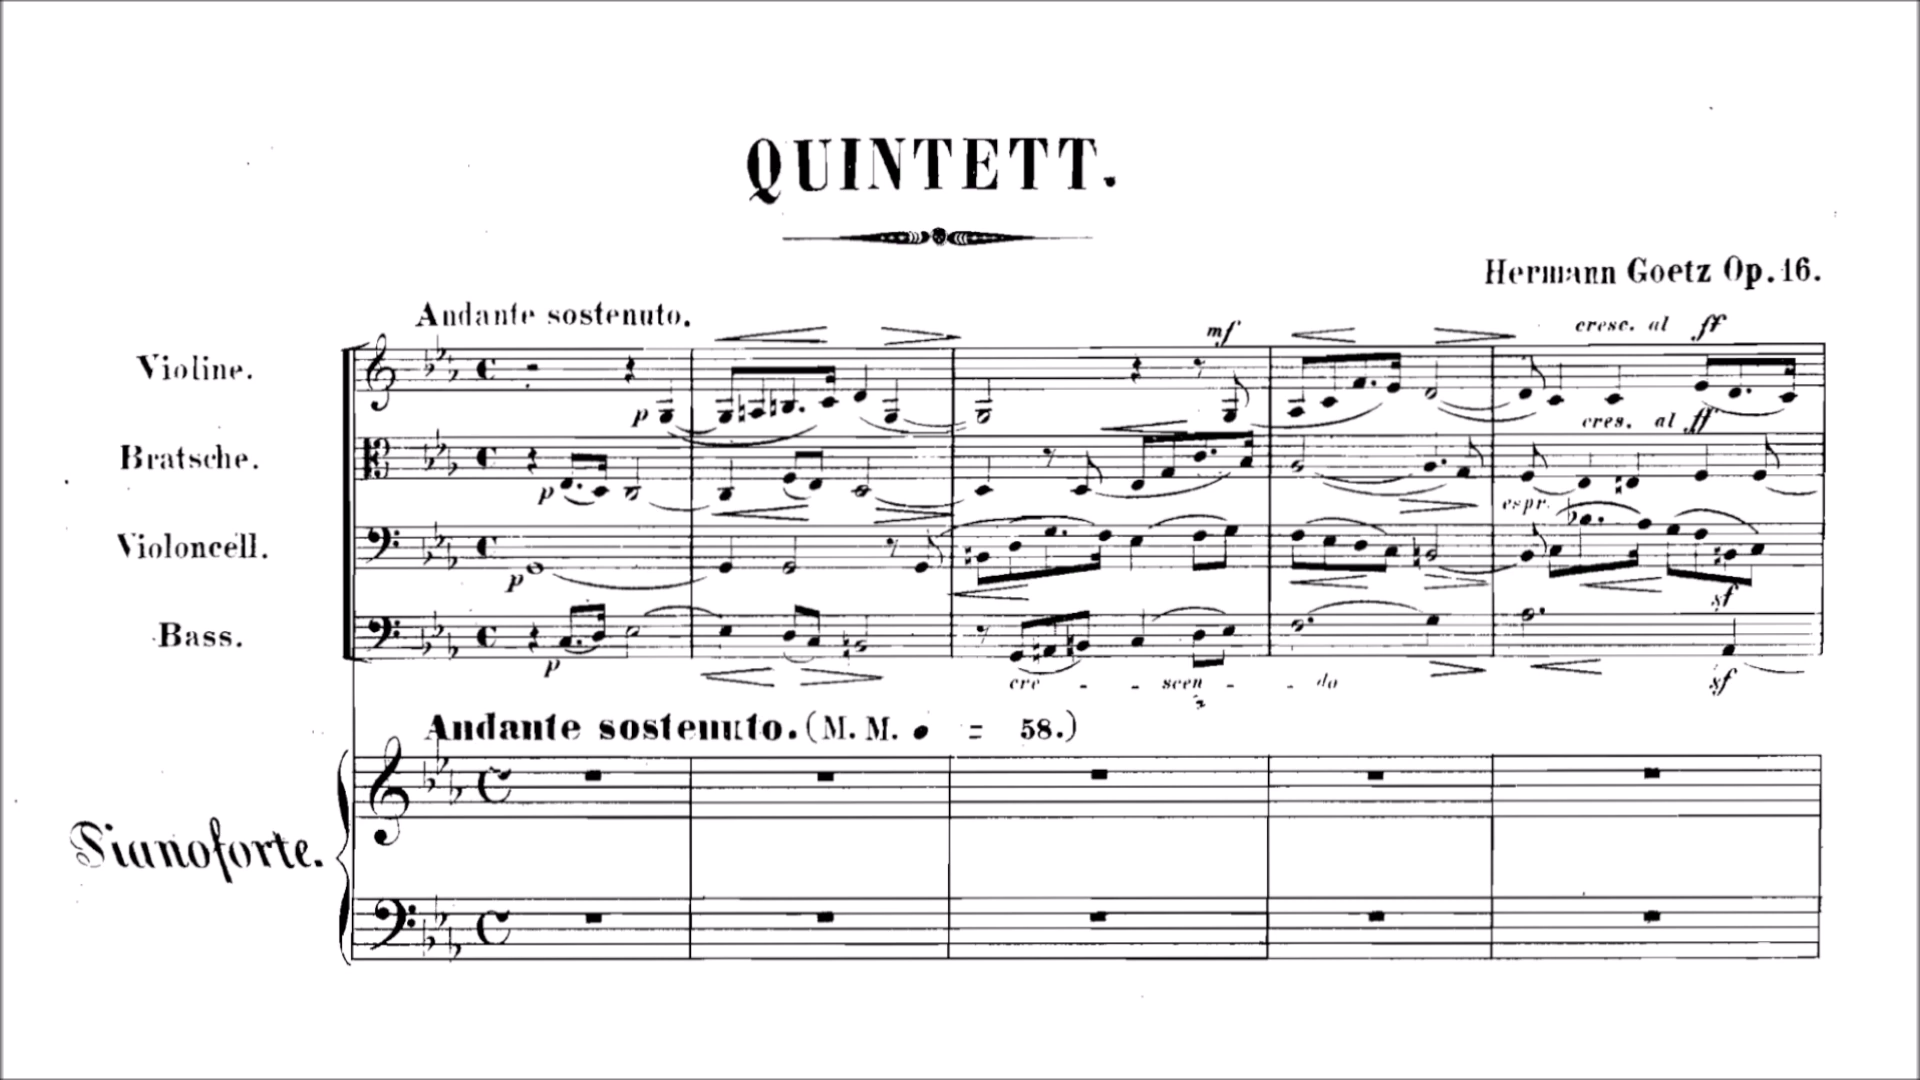 QUINTETT.
Hermann Goetz Op. 16.
Andante sostenuto.
mf
cresc. al ff
Violine.
p
cres. al ff
Bratsche.
p
espr.
Violoncell.
p
sf
Bass.
p
cre - - scen - - do
sf
Andante sostenuto. (M. M. = 58.)
Pianoforte.